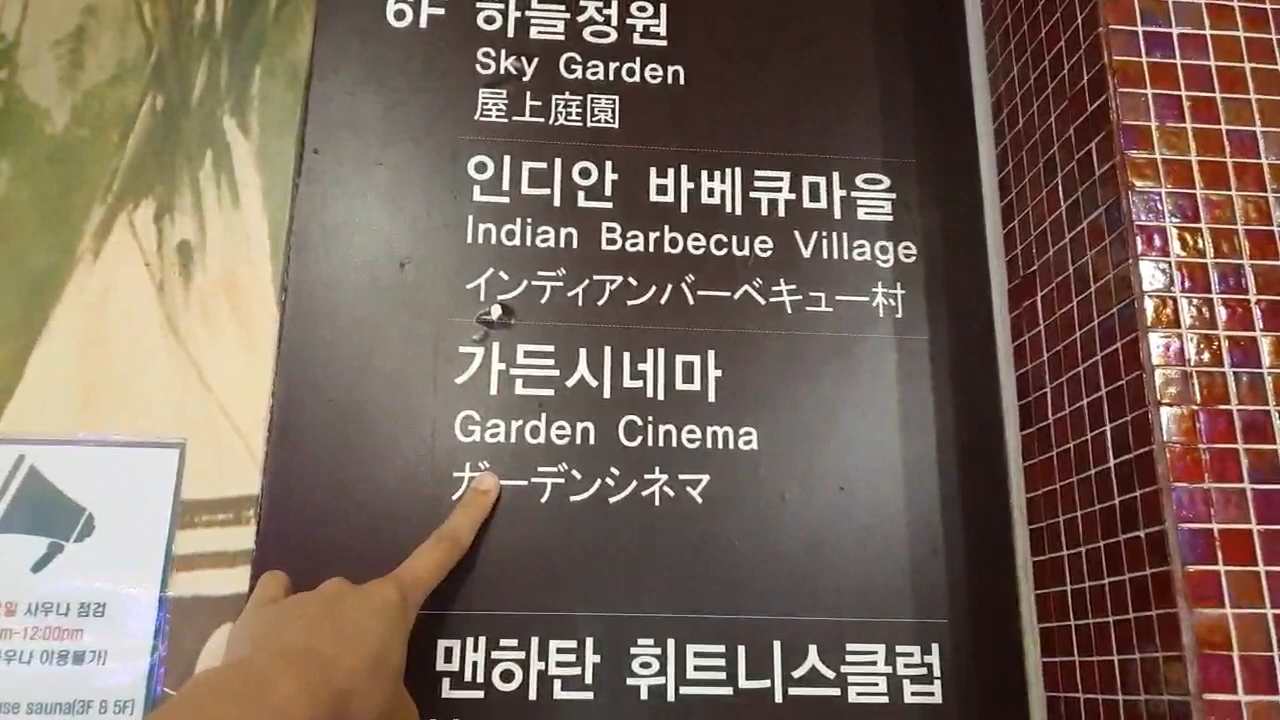 6F 하늘정원
Sky Garden
屋上庭園
인디안 바베큐마을
Indian Barbecue Village
インディアンバーベキュー村
가든시네마
Garden Cinema
ガーデンシネマ
맨하탄 휘트니스클럽
일 사우나 점검
m-12:00pm
우나 이용불가]
use sauna(3F & 5F)